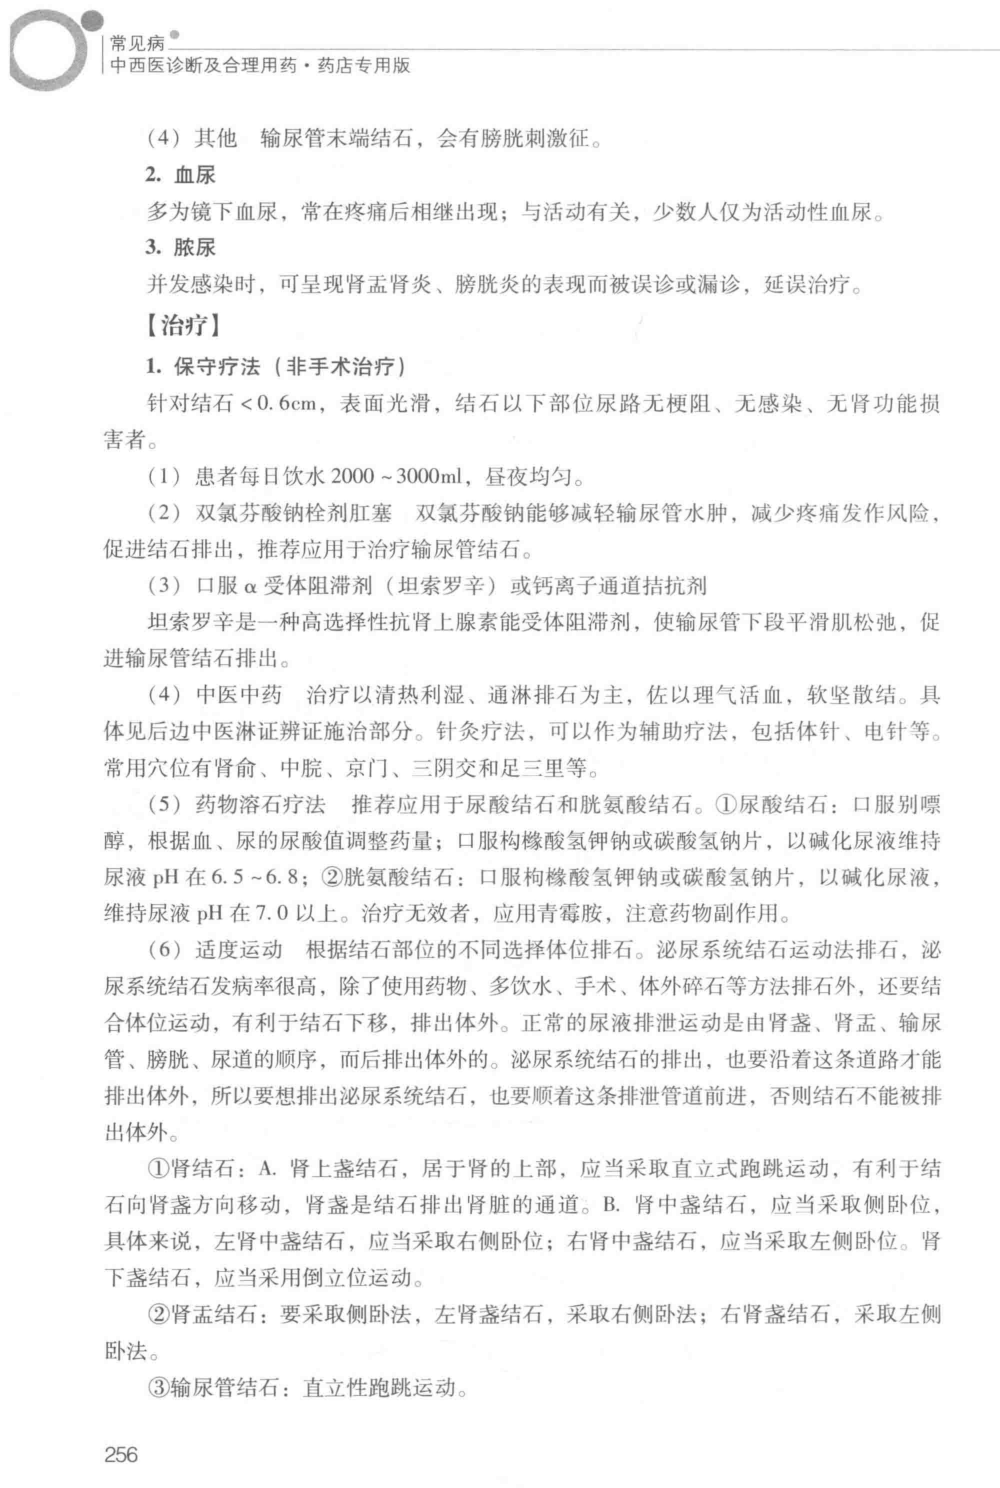 常见病
中西医诊断及合理用药·药店专用版
（4）其他　输尿管末端结石，会有膀胱刺激征。
2. 血尿
多为镜下血尿，常在疼痛后相继出现；与活动有关，少数人仅为活动性血尿。
3. 脓尿
并发感染时，可呈现肾盂肾炎、膀胱炎的表现而被误诊或漏诊，延误治疗。
【治疗】
1. 保守疗法（非手术治疗）
针对结石＜0.6cm，表面光滑，结石以下部位尿路无梗阻、无感染、无肾功能损
害者。
（1）患者每日饮水 2000～3000ml，昼夜均匀。
（2）双氯芬酸钠栓剂肛塞　双氯芬酸钠能够减轻输尿管水肿，减少疼痛发作风险，
促进结石排出，推荐应用于治疗输尿管结石。
（3）口服 α 受体阻滞剂（坦索罗辛）或钙离子通道拮抗剂
坦索罗辛是一种高选择性抗肾上腺素能受体阻滞剂，使输尿管下段平滑肌松弛，促
进输尿管结石排出。
（4）中医中药　治疗以清热利湿、通淋排石为主，佐以理气活血，软坚散结。具
体见后边中医淋证辨证施治部分。针灸疗法，可以作为辅助疗法，包括体针、电针等。
常用穴位有肾俞、中脘、京门、三阴交和足三里等。
（5）药物溶石疗法　推荐应用于尿酸结石和胱氨酸结石。①尿酸结石：口服别嘌
醇，根据血、尿的尿酸值调整药量；口服枸橼酸氢钾钠或碳酸氢钠片，以碱化尿液维持
尿液 pH 在 6.5～6.8；②胱氨酸结石：口服枸橼酸氢钾钠或碳酸氢钠片，以碱化尿液，
维持尿液 pH 在 7.0 以上。治疗无效者，应用青霉胺，注意药物副作用。
（6）适度运动　根据结石部位的不同选择体位排石。泌尿系统结石运动法排石，泌
尿系统结石发病率很高，除了使用药物、多饮水、手术、体外碎石等方法排石外，还要结
合体位运动，有利于结石下移，排出体外。正常的尿液排泄运动是由肾盏、肾盂、输尿
管、膀胱、尿道的顺序，而后排出体外的。泌尿系统结石的排出，也要沿着这条道路才能
排出体外，所以要想排出泌尿系统结石，也要顺着这条排泄管道前进，否则结石不能被排
出体外。
①肾结石：A. 肾上盏结石，居于肾的上部，应当采取直立式跑跳运动，有利于结
石向肾盏方向移动，肾盏是结石排出肾脏的通道。B. 肾中盏结石，应当采取侧卧位，
具体来说，左肾中盏结石，应当采取右侧卧位；右肾中盏结石，应当采取左侧卧位。肾
下盏结石，应当采用倒立位运动。
②肾盂结石：要采取侧卧法，左肾盏结石，采取右侧卧法；右肾盏结石，采取左侧
卧法。
③输尿管结石：直立性跑跳运动。
256